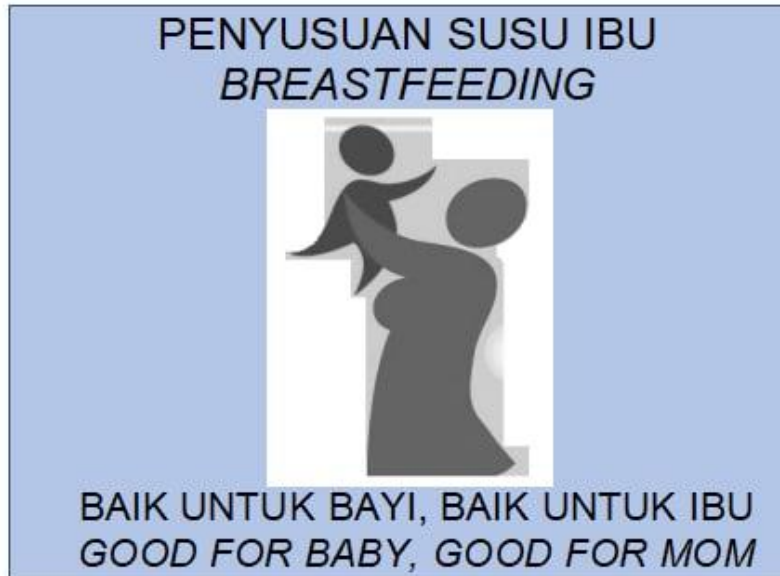 PENYUSUAN SUSU IBU
BREASTFEEDING
BAIK UNTUK BAYI, BAIK UNTUK IBU
GOOD FOR BABY, GOOD FOR MOM